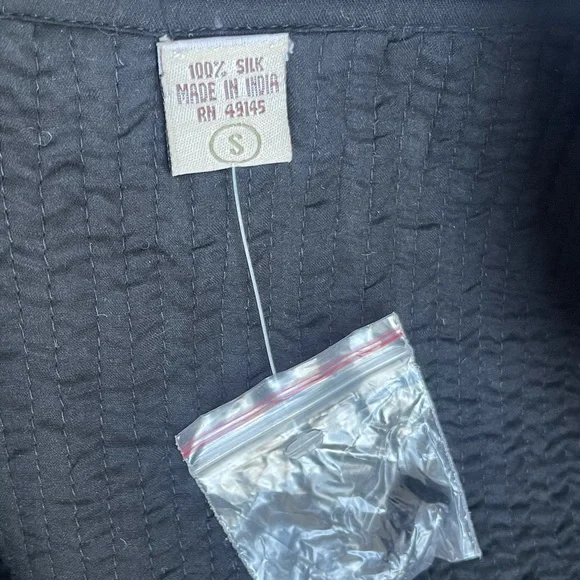 100% SILK
MADE IN INDIA
RN 49145
S